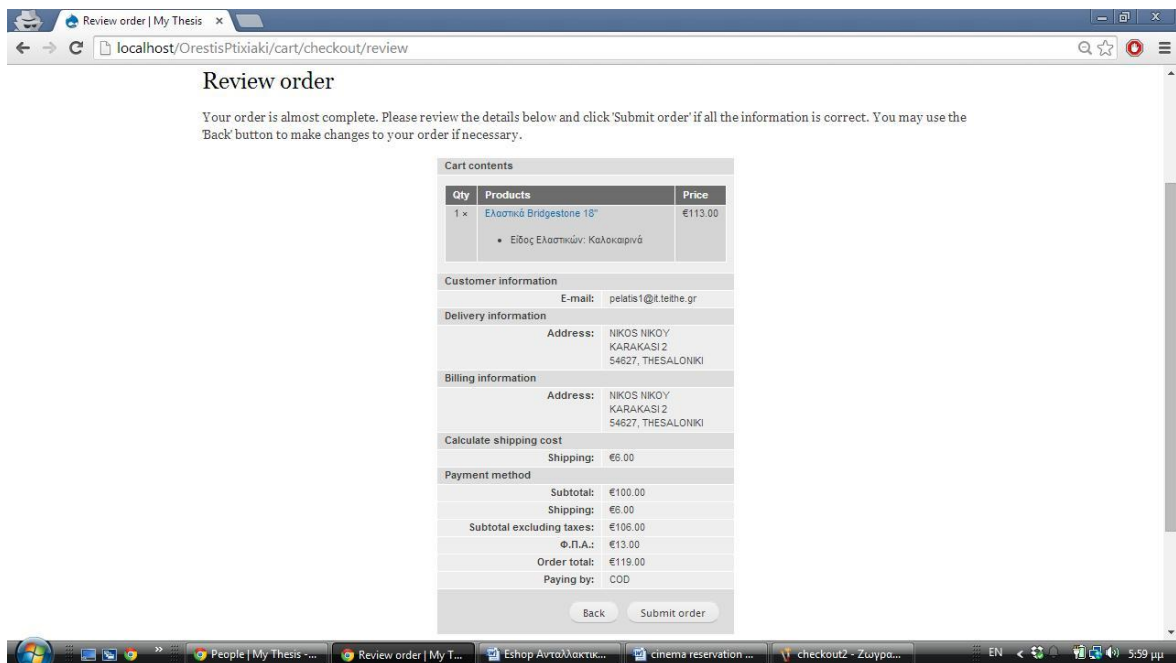 Review order | My Thesis
localhost/OrestisPtixiaki/cart/checkout/review
Review order
Your order is almost complete. Please review the details below and click 'Submit order' if all the information is correct. You may use the
'Back' button to make changes to your order if necessary.
Cart contents
Qty Products Price
1 × Ελαστικά Bridgestone 18" €113.00
• Είδος Ελαστικών: Καλοκαιρινά
Customer information
E-mail: pelatis1@it.teithe.gr
Delivery information
Address: NIKOS NIKOY
KARAKASI 2
54627, THESALONIKI
Billing information
Address: NIKOS NIKOY
KARAKASI 2
54627, THESALONIKI
Calculate shipping cost
Shipping: €6.00
Payment method
Subtotal: €100.00
Shipping: €6.00
Subtotal excluding taxes: €106.00
Φ.Π.Α.: €13.00
Order total: €119.00
Paying by: COD
Back Submit order
People | My Thesis -... Review order | My T... Eshop Ανταλλακτικ... cinema reservation ... checkout2 - Ζωγρα... EN 5:59 μμ